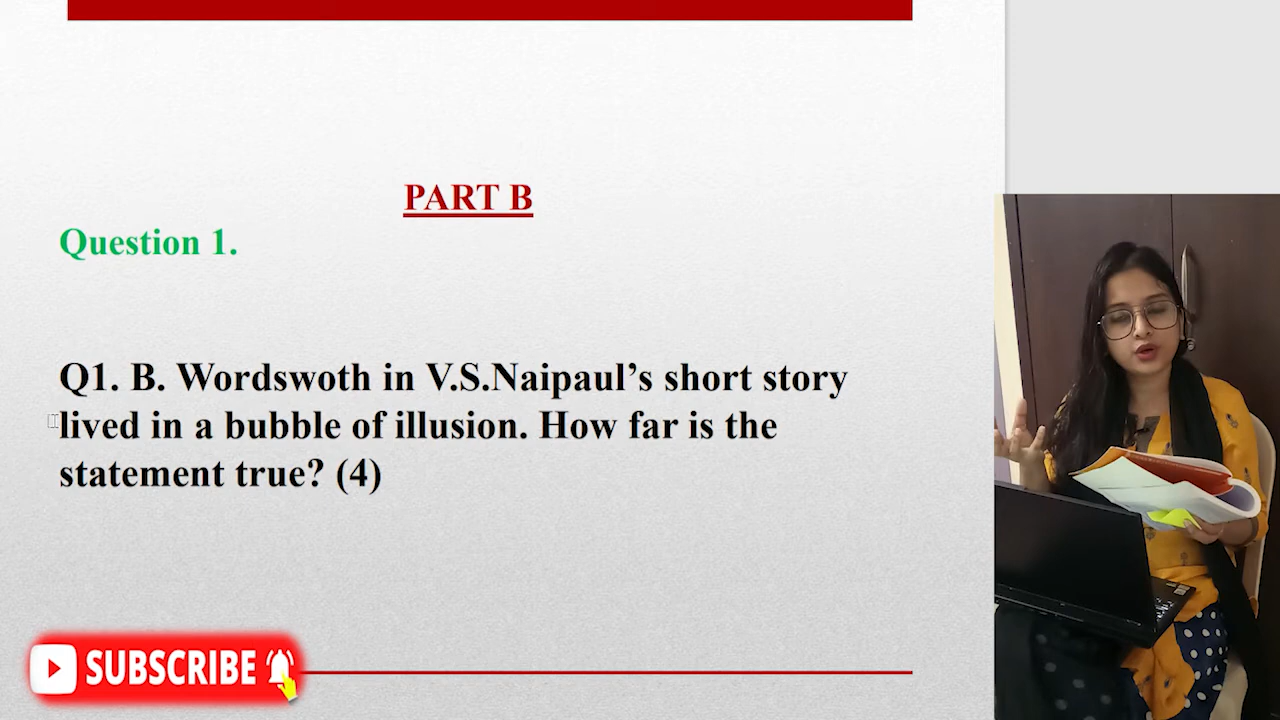 PART B
Question 1.
Q1. B. Wordswoth in V.S.Naipaul’s short story
lived in a bubble of illusion. How far is the
statement true? (4)
SUBSCRIBE